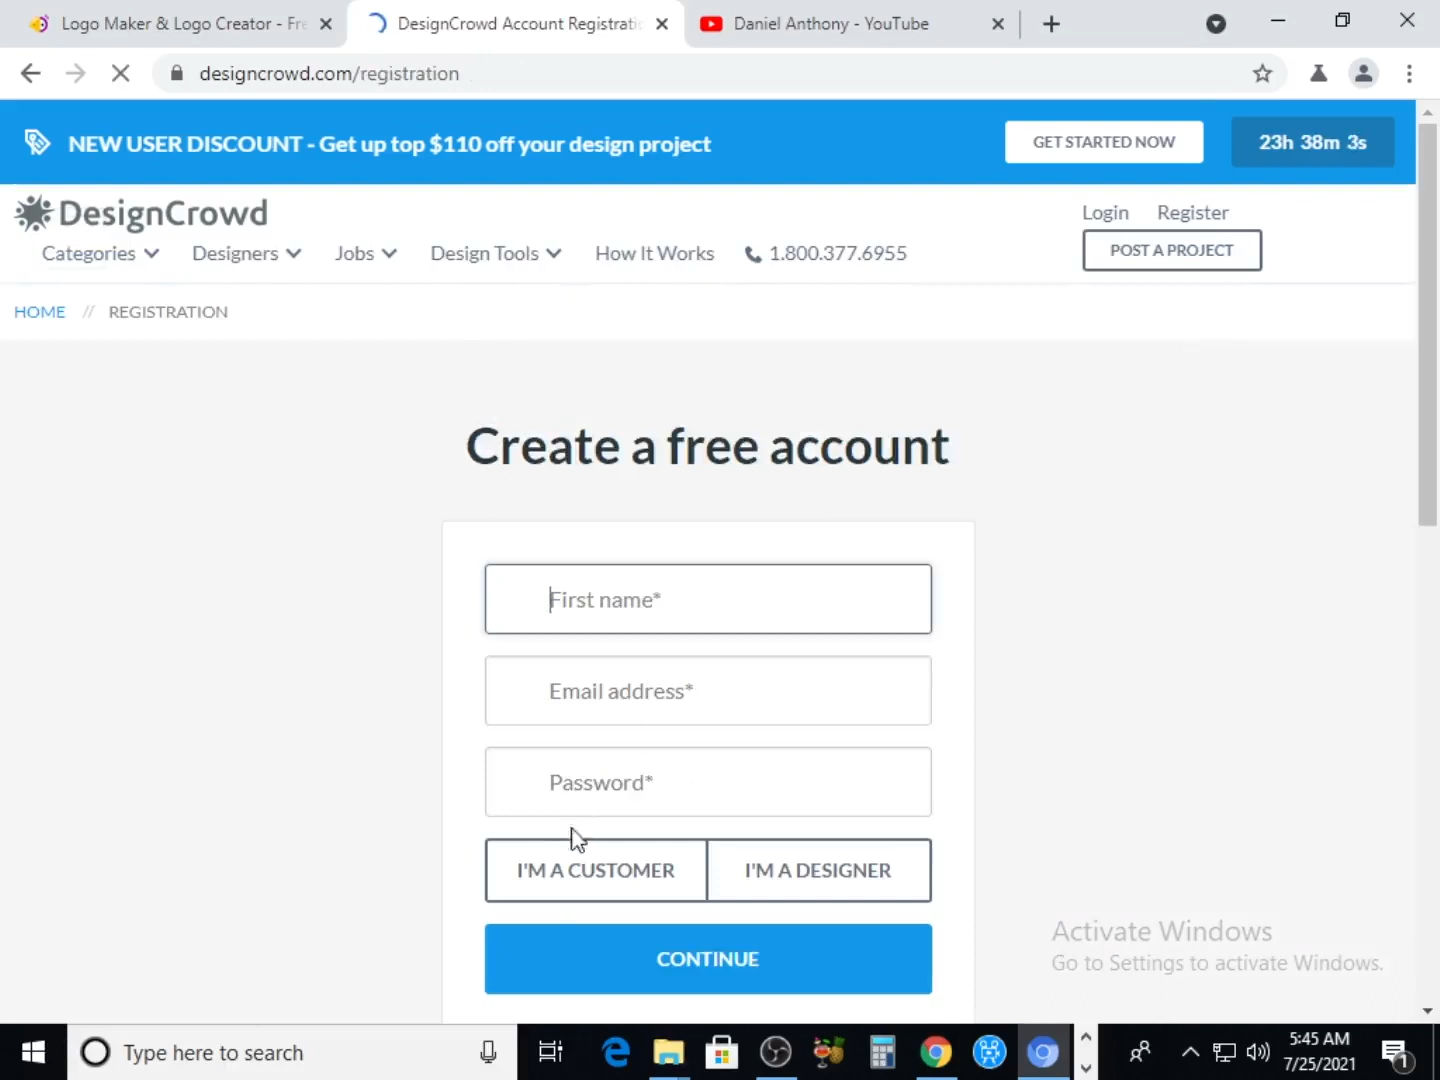 Logo Maker & Logo Creator - Fre
DesignCrowd Account Registratio
Daniel Anthony - YouTube
designcrowd.com/registration
NEW USER DISCOUNT - Get up top $110 off your design project
GET STARTED NOW
23h 38m 3s
DesignCrowd
Login Register
Categories Designers Jobs Design Tools How It Works 1.800.377.6955
POST A PROJECT
HOME // REGISTRATION
Create a free account
First name*
Email address*
Password*
I'M A CUSTOMER I'M A DESIGNER
CONTINUE
Activate Windows
Go to Settings to activate Windows.
Type here to search
5:45 AM
7/25/2021
1